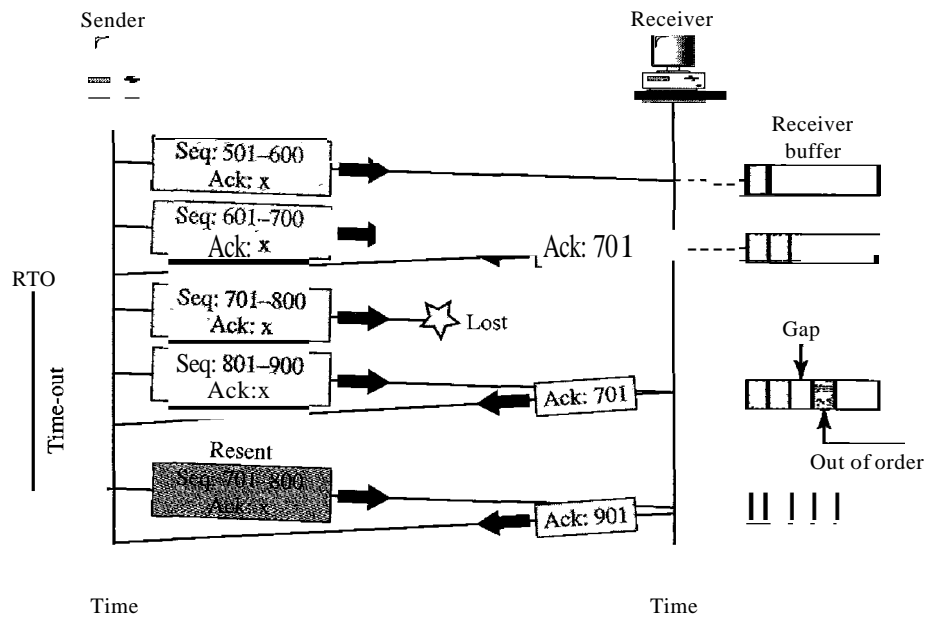 Sender
Receiver
Receiver
buffer
Seq: 501–600
Ack: x
Seq: 601–700
Ack: x
Ack: 701
RTO
Time-out
Seq: 701–800
Ack: x
Lost
Gap
Seq: 801–900
Ack:x
Ack: 701
Out of order
Resent
Seq: 701–800
Ack: x
Ack: 901
Time
Time